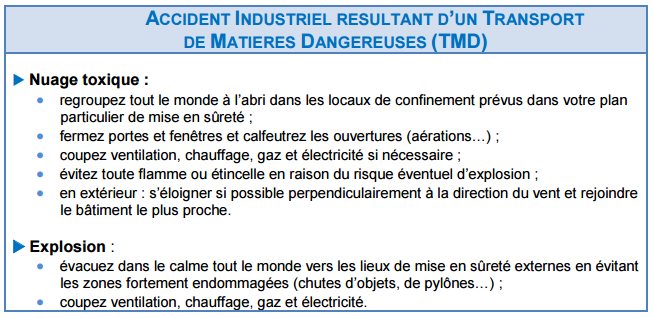 ACCIDENT INDUSTRIEL RESULTANT D'UN TRANSPORT
DE MATIERES DANGEREUSES (TMD)
Nuage toxique :
• regroupez tout le monde à l'abri dans les locaux de confinement prévus dans votre plan
particulier de mise en sûreté ;
• fermez portes et fenêtres et calfeutrez les ouvertures (aérations…) ;
• coupez ventilation, chauffage, gaz et électricité si nécessaire ;
• évitez toute flamme ou étincelle en raison du risque éventuel d'explosion ;
• en extérieur : s'éloigner si possible perpendiculairement à la direction du vent et rejoindre
le bâtiment le plus proche.
Explosion :
• évacuez dans le calme tout le monde vers les lieux de mise en sûreté externes en évitant
les zones fortement endommagées (chutes d'objets, de pylônes…) ;
• coupez ventilation, chauffage, gaz et électricité.